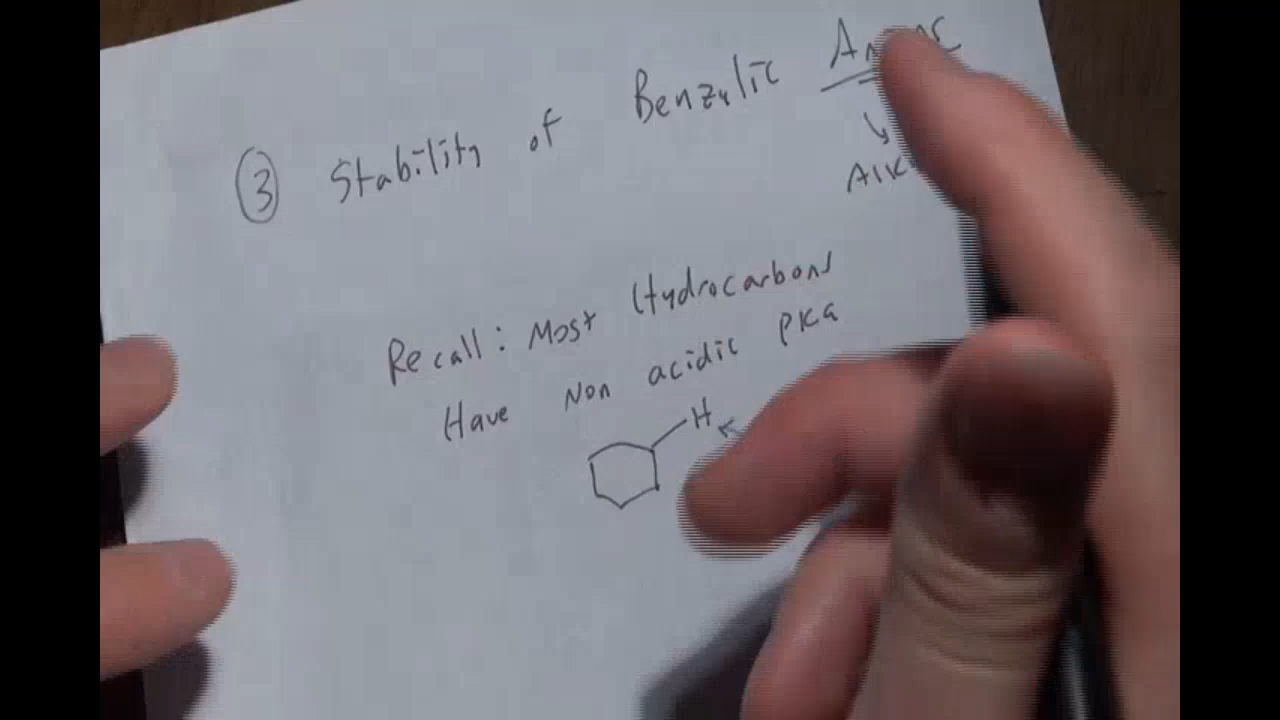 ③ Stability of Benzylic
Recall: Most Hydrocarbons
Have Non acidic pKa
H